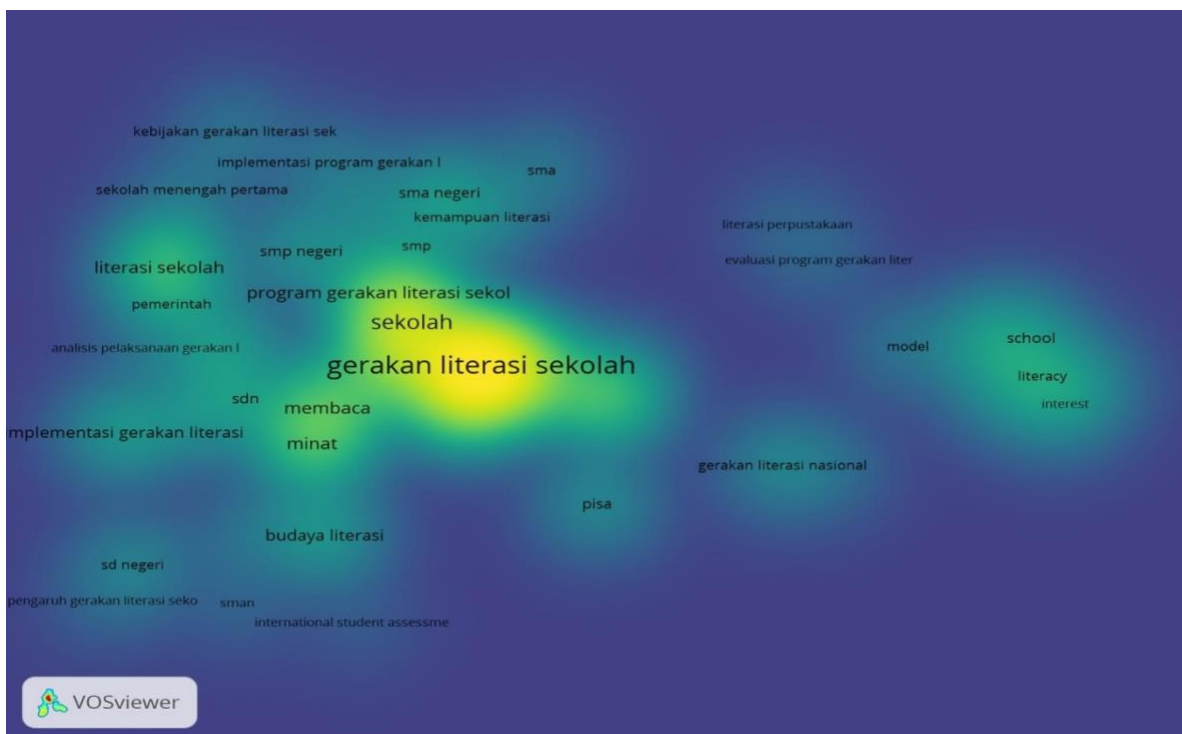 kebijakan gerakan literasi sek
implementasi program gerakan l
sma
sekolah menengah pertama
sma negeri
kemampuan literasi
literasi perpustakaan
smp negeri
smp
evaluasi program gerakan liter
literasi sekolah
program gerakan literasi sekol
pemerintah
sekolah
school
analisis pelaksanaan gerakan l
model
gerakan literasi sekolah
literacy
sdn
membaca
interest
mplementasi gerakan literasi
minat
gerakan literasi nasional
pisa
budaya literasi
sd negeri
pengaruh gerakan literasi seko
sman
international student assessme
VOSviewer